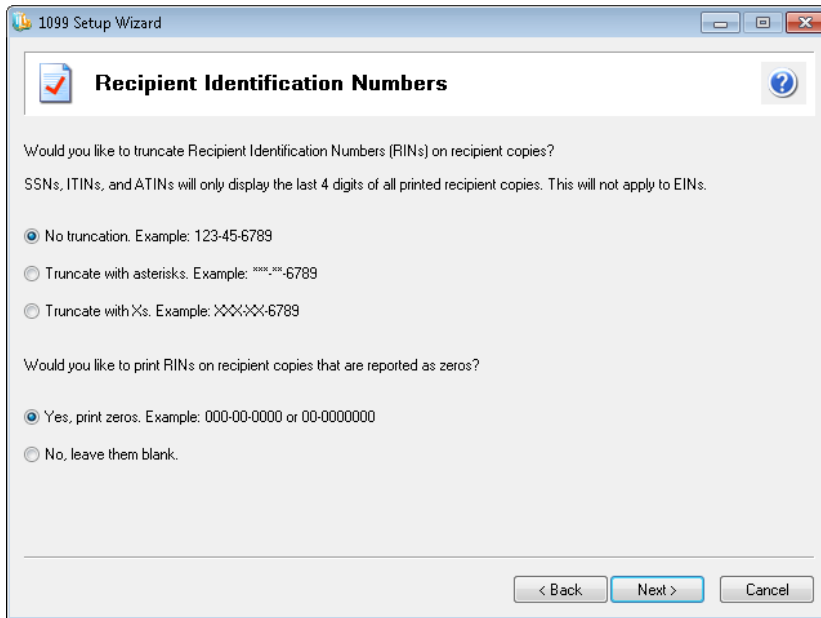 1099 Setup Wizard
Recipient Identification Numbers
Would you like to truncate Recipient Identification Numbers (RINs) on recipient copies?
SSNs, ITINs, and ATINs will only display the last 4 digits of all printed recipient copies. This will not apply to EINs.
No truncation. Example: 123-45-6789
Truncate with asterisks. Example: ***-**-6789
Truncate with Xs. Example: XXX-XX-6789
Would you like to print RINs on recipient copies that are reported as zeros?
Yes, print zeros. Example: 000-00-0000 or 00-0000000
No, leave them blank.
< Back Next > Cancel